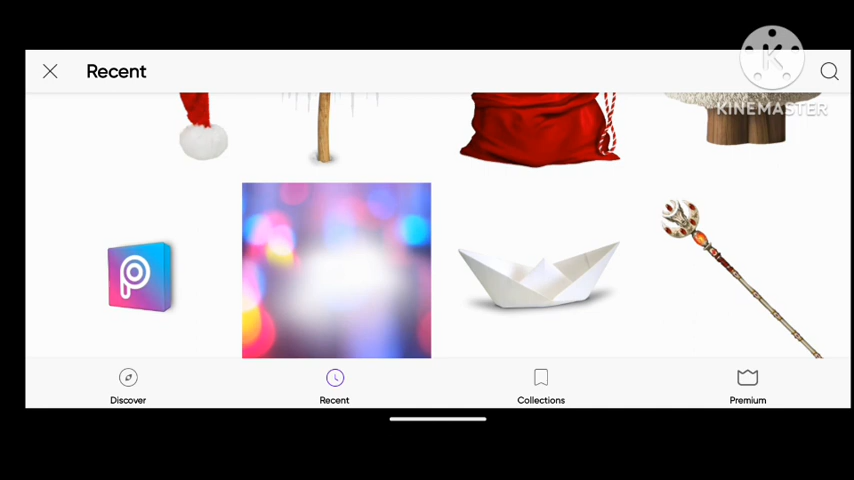 Recent
KINEMASTER
Discover
Recent
Collections
Premium